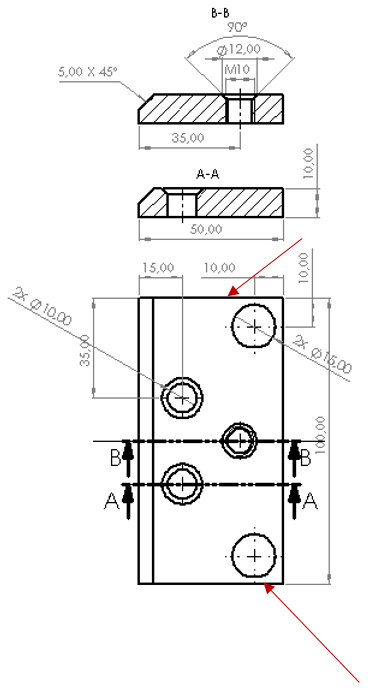 B-B
90°
Ø12,00
M10
5,00 X 45°
35,00
10,00
A-A
50,00
15,00
10,00
10,00
2x Ø10,00
35,00
2x Ø15,00
100,00
B
B
A
A